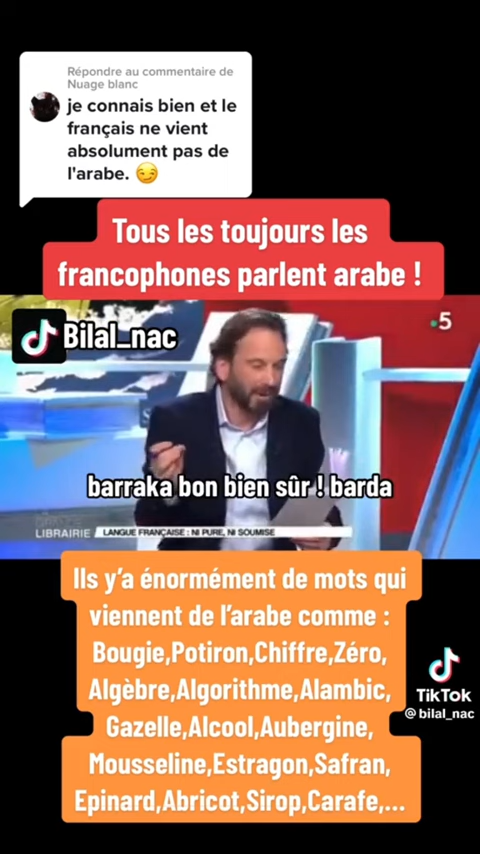 Répondre au commentaire de
Nuage blanc
je connais bien et le
français ne vient
absolument pas de
l'arabe. 😏
Tous les toujours les
francophones parlent arabe !
5
Bilal_nac
barraka bon bien sûr ! barda
LIBRAIRIE / LANGUE FRANÇAISE : NI PURE, NI SOUMISE
Ils y'a énormément de mots qui
viennent de l'arabe comme :
Bougie,Potiron,Chiffre,Zéro,
Algèbre,Algorithme,Alambic,
Gazelle,Alcool,Aubergine,
Mousseline,Estragon,Safran,
Epinard,Abricot,Sirop,Carafe,...
TikTok
@bilal_nac